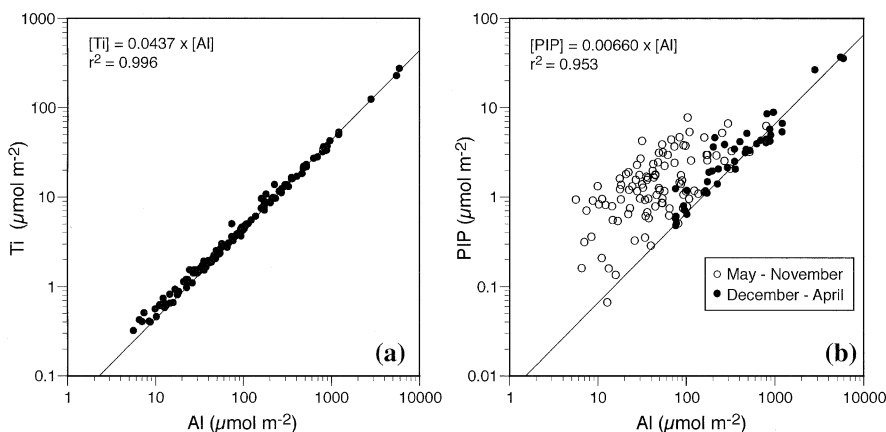 [Ti] = 0.0437 x [Al]
r² = 0.996
1000
100
10
1
0.1
Ti (µmol m⁻²)
(a)
1
10
100
1000
10000
Al (µmol m⁻²)
[PIP] = 0.00660 x [Al]
r² = 0.953
100
10
1
0.1
0.01
PIP (µmol m⁻²)
May - November
December - April
(b)
1
10
100
1000
10000
Al (µmol m⁻²)